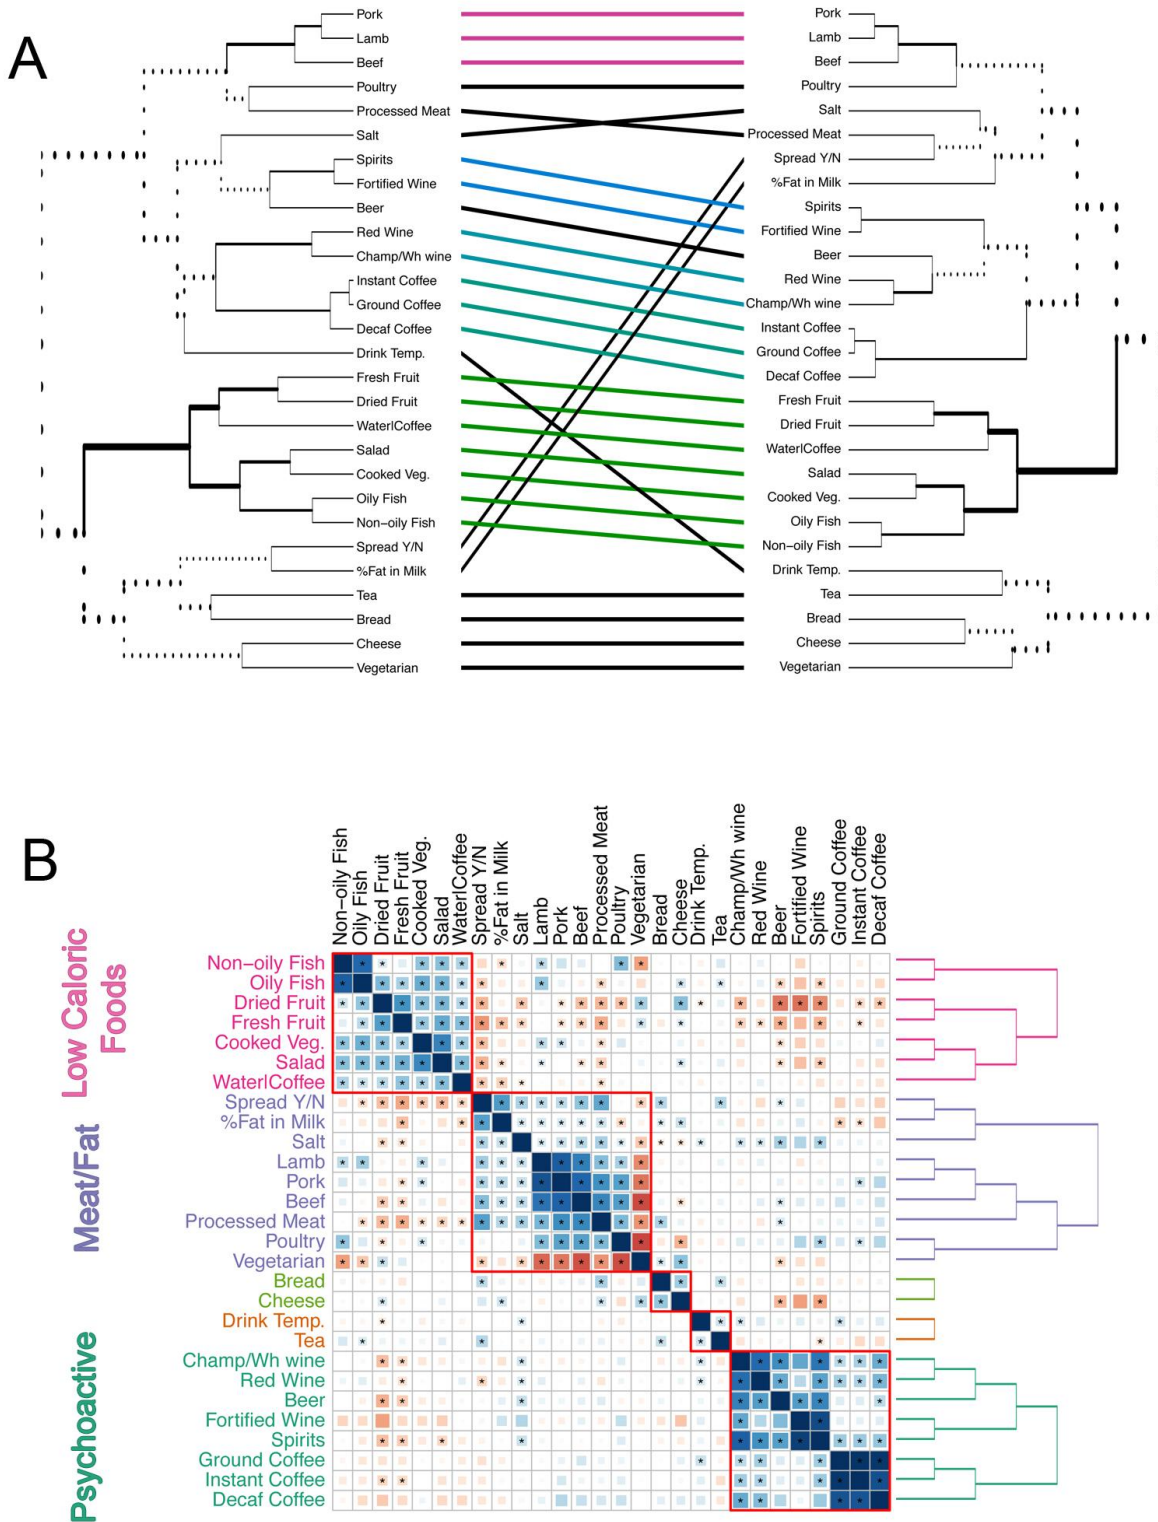 A
Pork
Lamb
Beef
Poultry
Processed Meat
Salt
Spirits
Fortified Wine
Beer
Red Wine
Champ/Wh wine
Instant Coffee
Ground Coffee
Decaf Coffee
Drink Temp.
Fresh Fruit
Dried Fruit
Water|Coffee
Salad
Cooked Veg.
Oily Fish
Non-oily Fish
Spread Y/N
%Fat in Milk
Tea
Bread
Cheese
Vegetarian
Pork
Lamb
Beef
Poultry
Salt
Processed Meat
Spread Y/N
%Fat in Milk
Spirits
Fortified Wine
Beer
Red Wine
Champ/Wh wine
Instant Coffee
Ground Coffee
Decaf Coffee
Fresh Fruit
Dried Fruit
Water|Coffee
Salad
Cooked Veg.
Oily Fish
Non-oily Fish
Drink Temp.
Tea
Bread
Cheese
Vegetarian
B
Non-oily Fish
Oily Fish
Dried Fruit
Fresh Fruit
Cooked Veg.
Salad
Water|Coffee
Spread Y/N
%Fat in Milk
Salt
Lamb
Pork
Beef
Processed Meat
Poultry
Vegetarian
Bread
Cheese
Drink Temp.
Tea
Champ/Wh wine
Red Wine
Beer
Fortified Wine
Spirits
Ground Coffee
Instant Coffee
Decaf Coffee
Low Caloric
Foods
Meat/Fat
Psychoactive
Non-oily Fish
Oily Fish
Dried Fruit
Fresh Fruit
Cooked Veg.
Salad
Water|Coffee
Spread Y/N
%Fat in Milk
Salt
Lamb
Pork
Beef
Processed Meat
Poultry
Vegetarian
Bread
Cheese
Drink Temp.
Tea
Champ/Wh wine
Red Wine
Beer
Fortified Wine
Spirits
Ground Coffee
Instant Coffee
Decaf Coffee